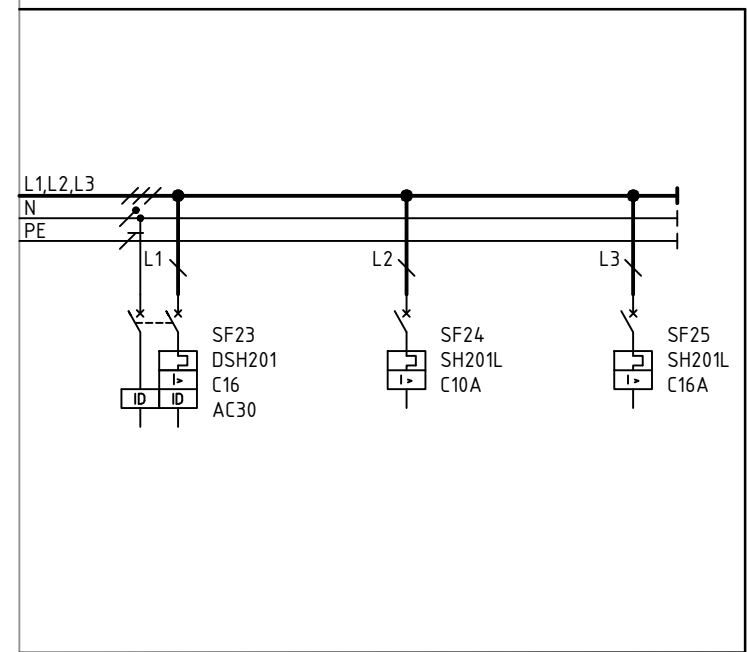 L1,L2,L3
N
PE
L1
L2
L3
SF23
DSH201
C16
AC30
SF24
SH201L
C10A
SF25
SH201L
C16A
I>
I>
I>
ID
ID